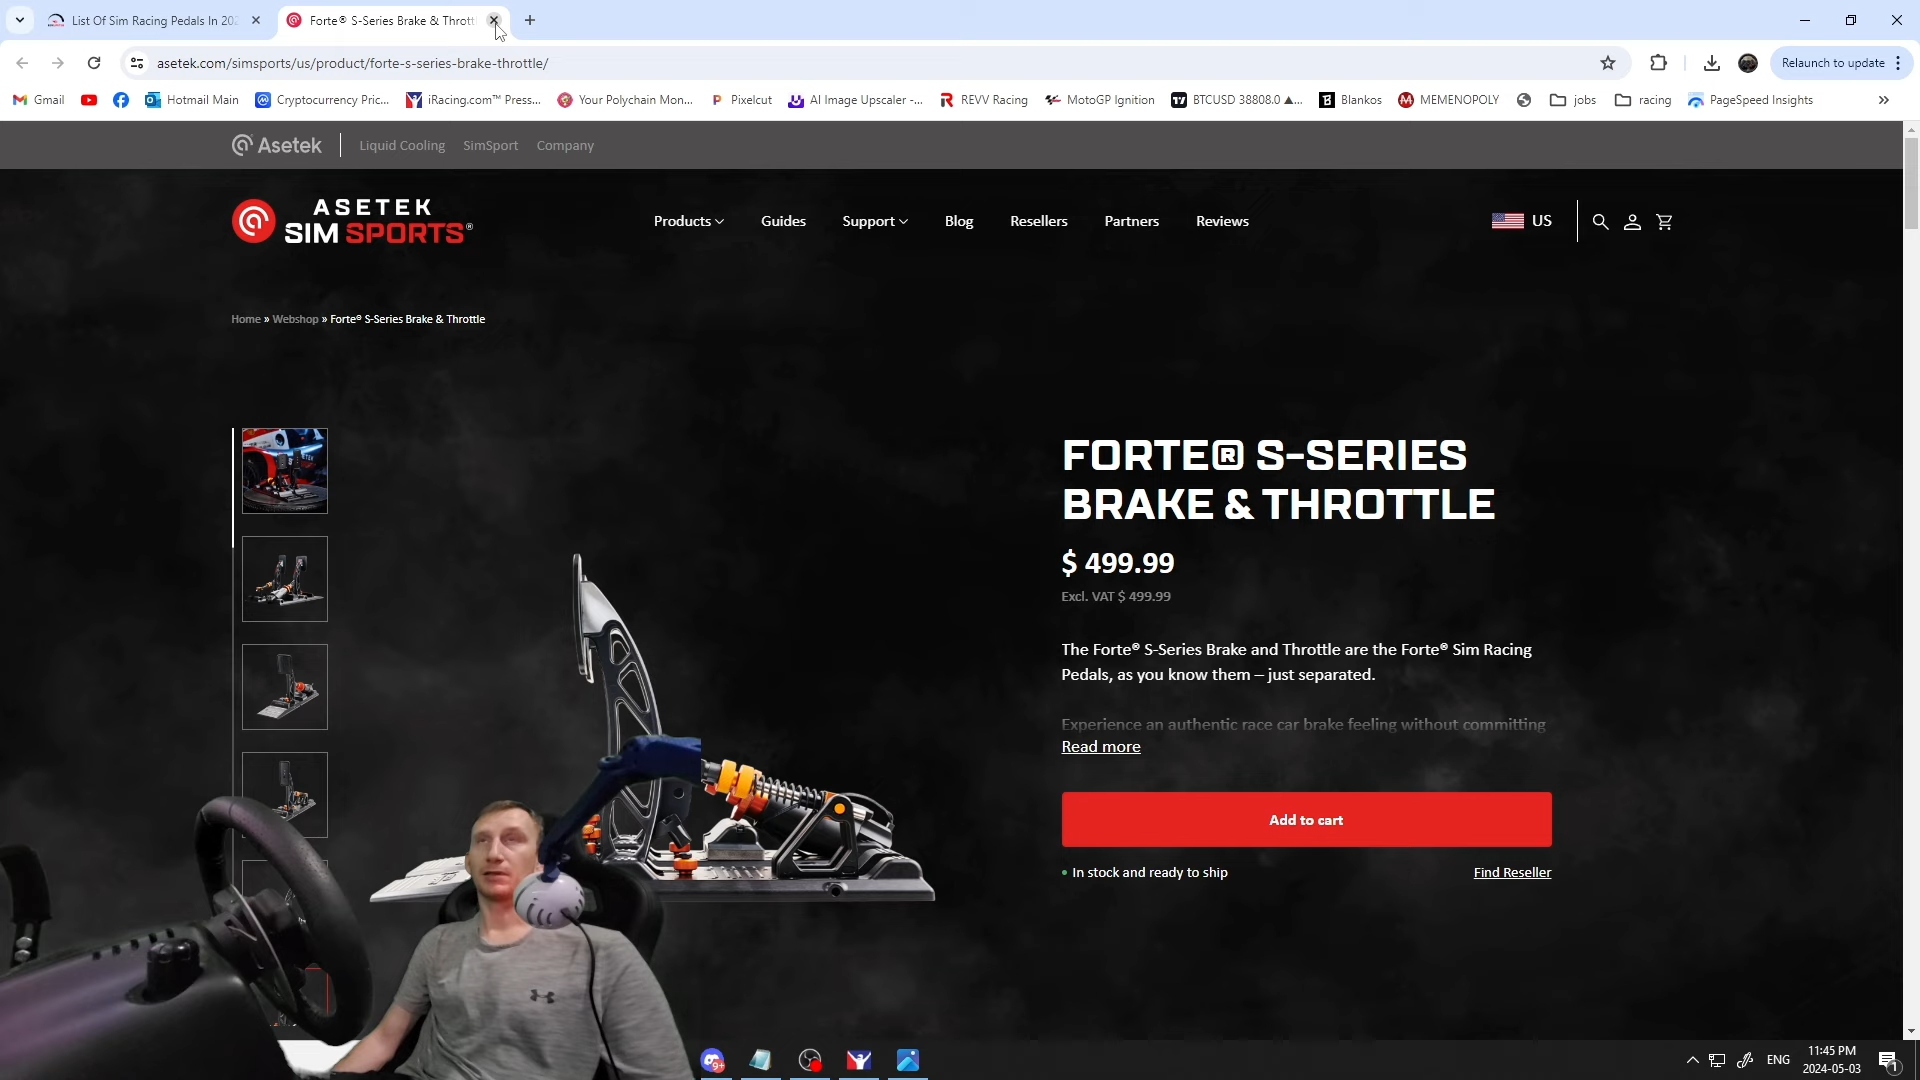 List Of Sim Racing Pedals In 202
Forte® S-Series Brake & Thrott
asetek.com/simsports/us/product/forte-s-series-brake-throttle/
Relaunch to update
Gmail
Hotmail Main
Cryptocurrency Pric...
iRacing.com™ Press...
Your Polychain Mon...
Pixelcut
AI Image Upscaler -...
REVV Racing
MotoGP Ignition
BTCUSD 38808.0 ▲...
Blankos
MEMENOPOLY
jobs
racing
PageSpeed Insights
Asetek
Liquid Cooling
SimSport
Company
ASETEK
SIM SPORTS®
Products
Guides
Support
Blog
Resellers
Partners
Reviews
US
Home » Webshop » Forte® S-Series Brake & Throttle
FORTE® S-SERIES
BRAKE & THROTTLE
$ 499.99
Excl. VAT $ 499.99
The Forte® S-Series Brake and Throttle are the Forte® Sim Racing
Pedals, as you know them – just separated.
Experience an authentic race car brake feeling without committing
Read more
Add to cart
In stock and ready to ship
Find Reseller
9+
ENG
11:45 PM
2024-05-03
1